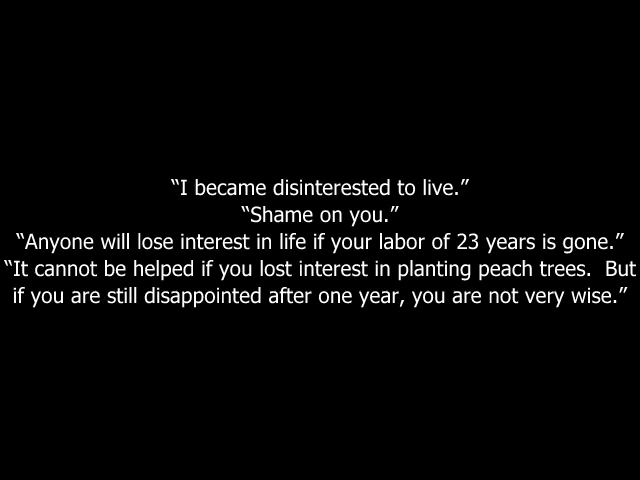 “I became disinterested to live.”
“Shame on you.”
“Anyone will lose interest in life if your labor of 23 years is gone.”
“It cannot be helped if you lost interest in planting peach trees.  But
if you are still disappointed after one year, you are not very wise.”